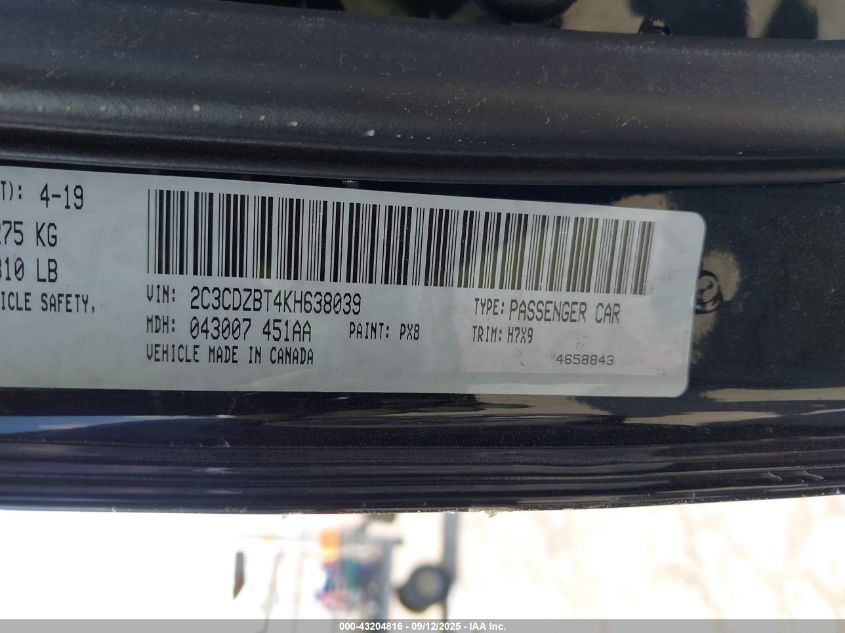 T): 4-19
275 KG
310 LB
ICLE SAFETY,
VIN: 2C3CDZBT4KH638039
TYPE: PASSENGER CAR
MDH: 043007 451AA
PAINT: PX8
TRIM: H7X9
VEHICLE MADE IN CANADA
4658843
000-43204816 - 09/12/2025 - IAA Inc.